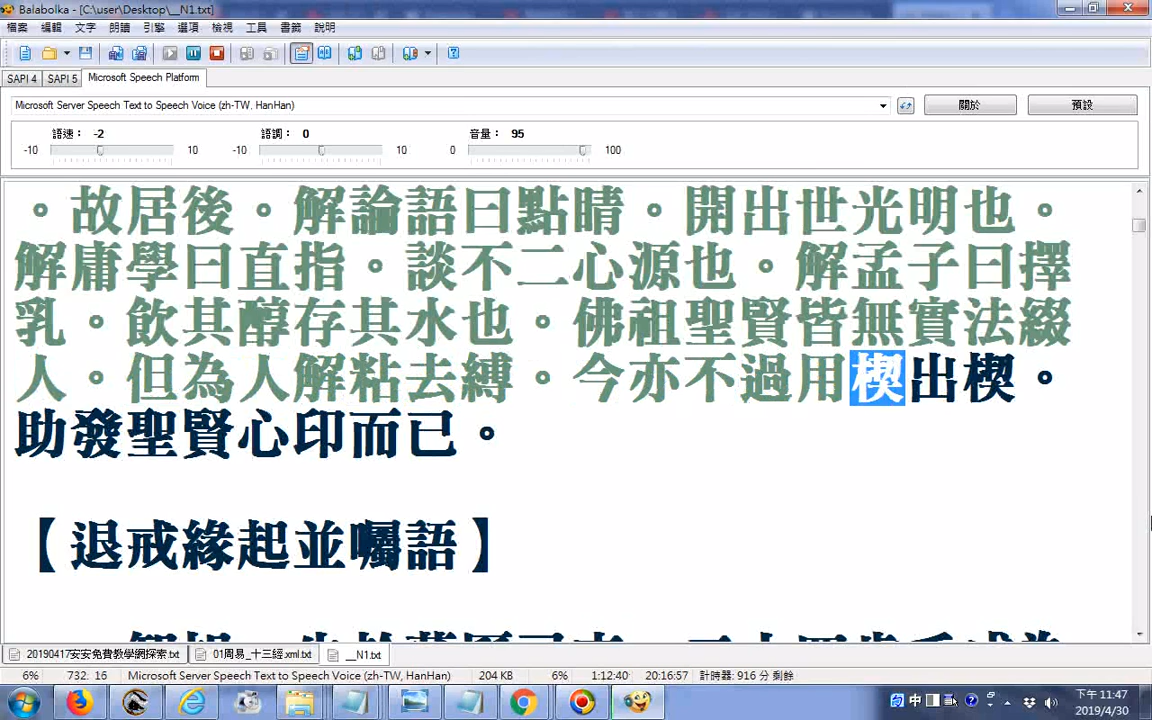 Balabolka - [C:\user\Desktop\__N1.txt]
檔案 編輯 文字 朗讀 引擎 選項 檢視 工具 書籤 說明
SAPI 4 SAPI 5 Microsoft Speech Platform
Microsoft Server Speech Text to Speech Voice (zh-TW, HanHan) 關於 預設
語速： -2 語調： 0 音量： 95
-10 10 -10 10 0 100
。故居後。解論語曰點睛。開出世光明也。
解庸學曰直指。談不二心源也。解孟子曰擇
乳。飲其醇存其水也。佛祖聖賢皆無實法綴
人。但為人解粘去縛。今亦不過用楔出楔。
助發聖賢心印而已。
【退戒緣起並囑語】
20190417安安免費教學網探索.txt 01周易_十三經.xml.txt __N1.txt
6% 732: 16 Microsoft Server Speech Text to Speech Voice (zh-TW, HanHan) 204 KB 6% 1:12:40 20:16:57 計時器: 916 分 剩餘
中 下午 11:47
2019/4/30